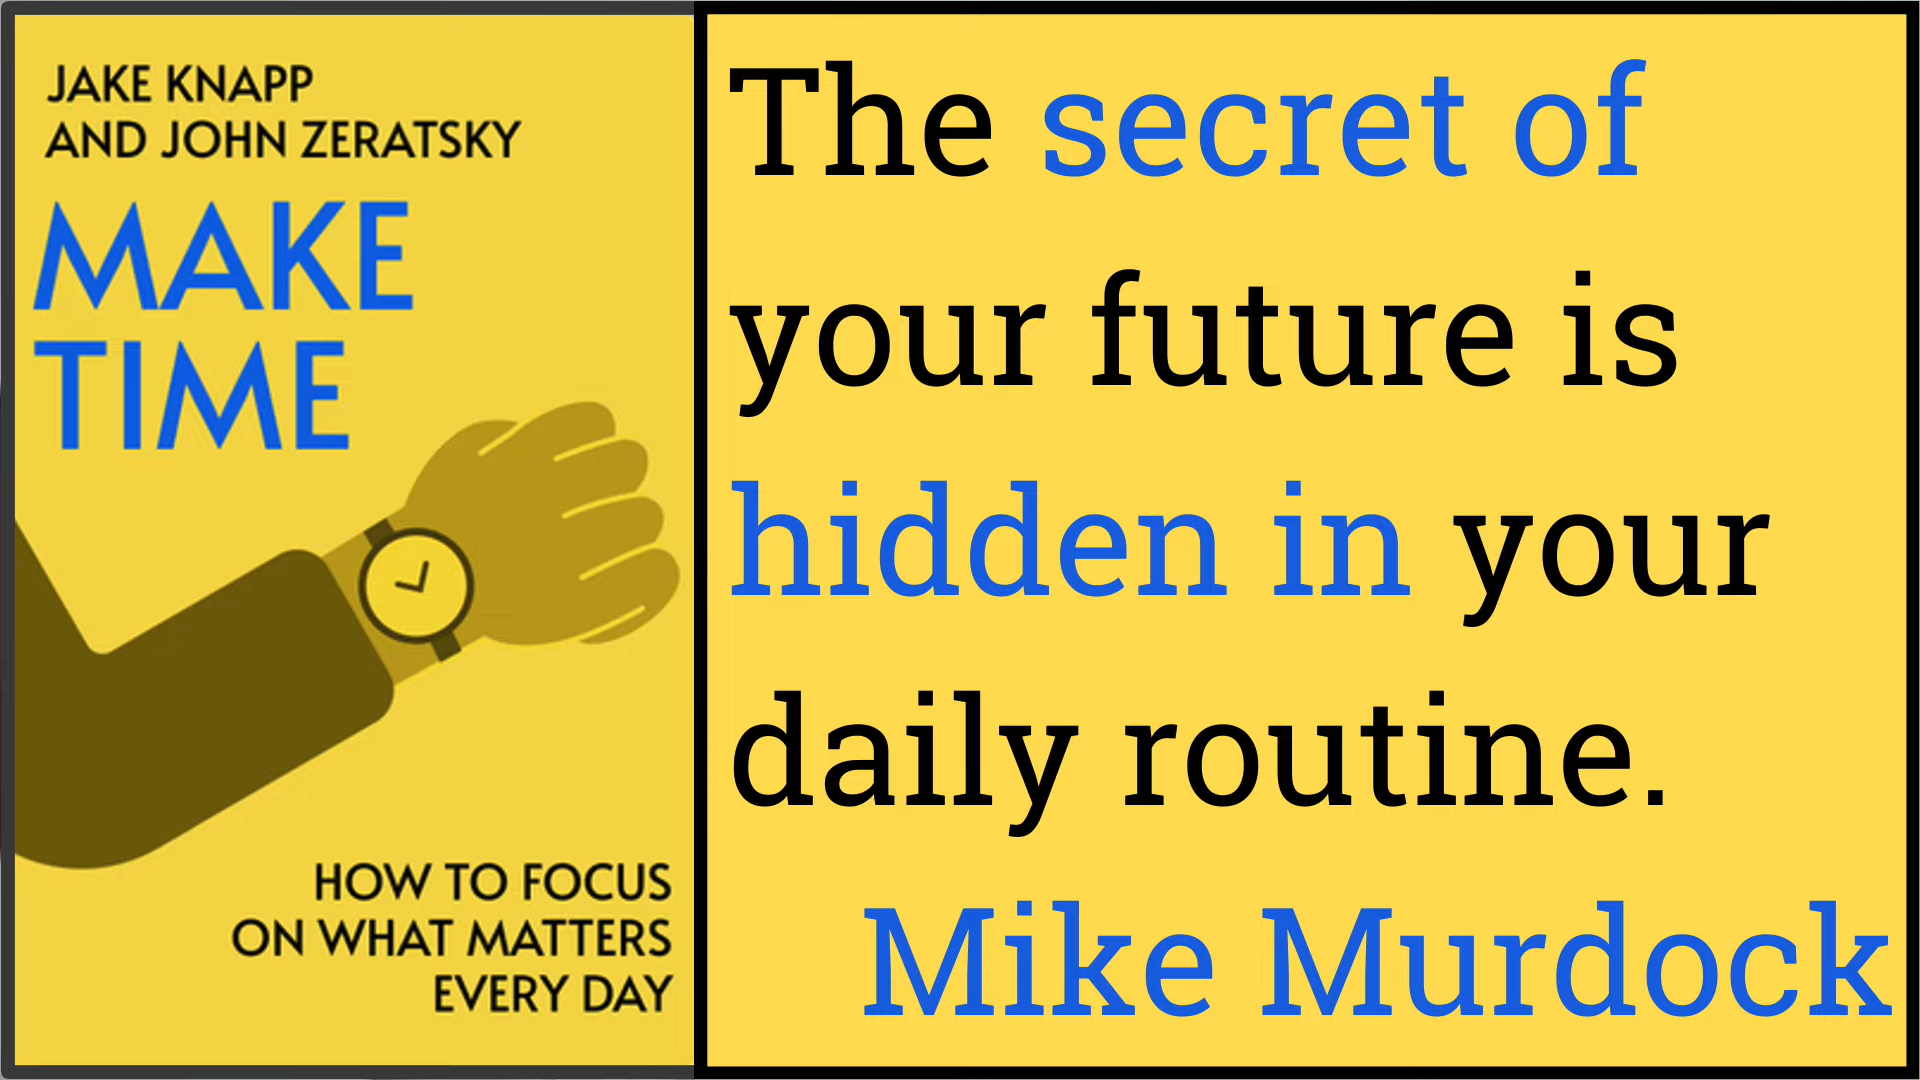 JAKE KNAPP
AND JOHN ZERATSKY
MAKE
TIME
HOW TO FOCUS
ON WHAT MATTERS
EVERY DAY
The secret of
your future is
hidden in your
daily routine.
Mike Murdock